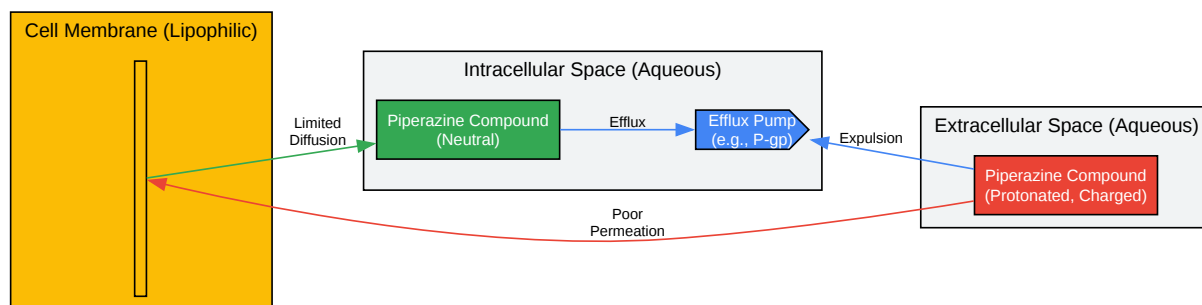 Cell Membrane (Lipophilic)
Intracellular Space (Aqueous)
Piperazine Compound
(Neutral)
Efflux
Efflux Pump
(e.g., P-gp)
Limited
Diffusion
Expulsion
Extracellular Space (Aqueous)
Piperazine Compound
(Protonated, Charged)
Poor
Permeation